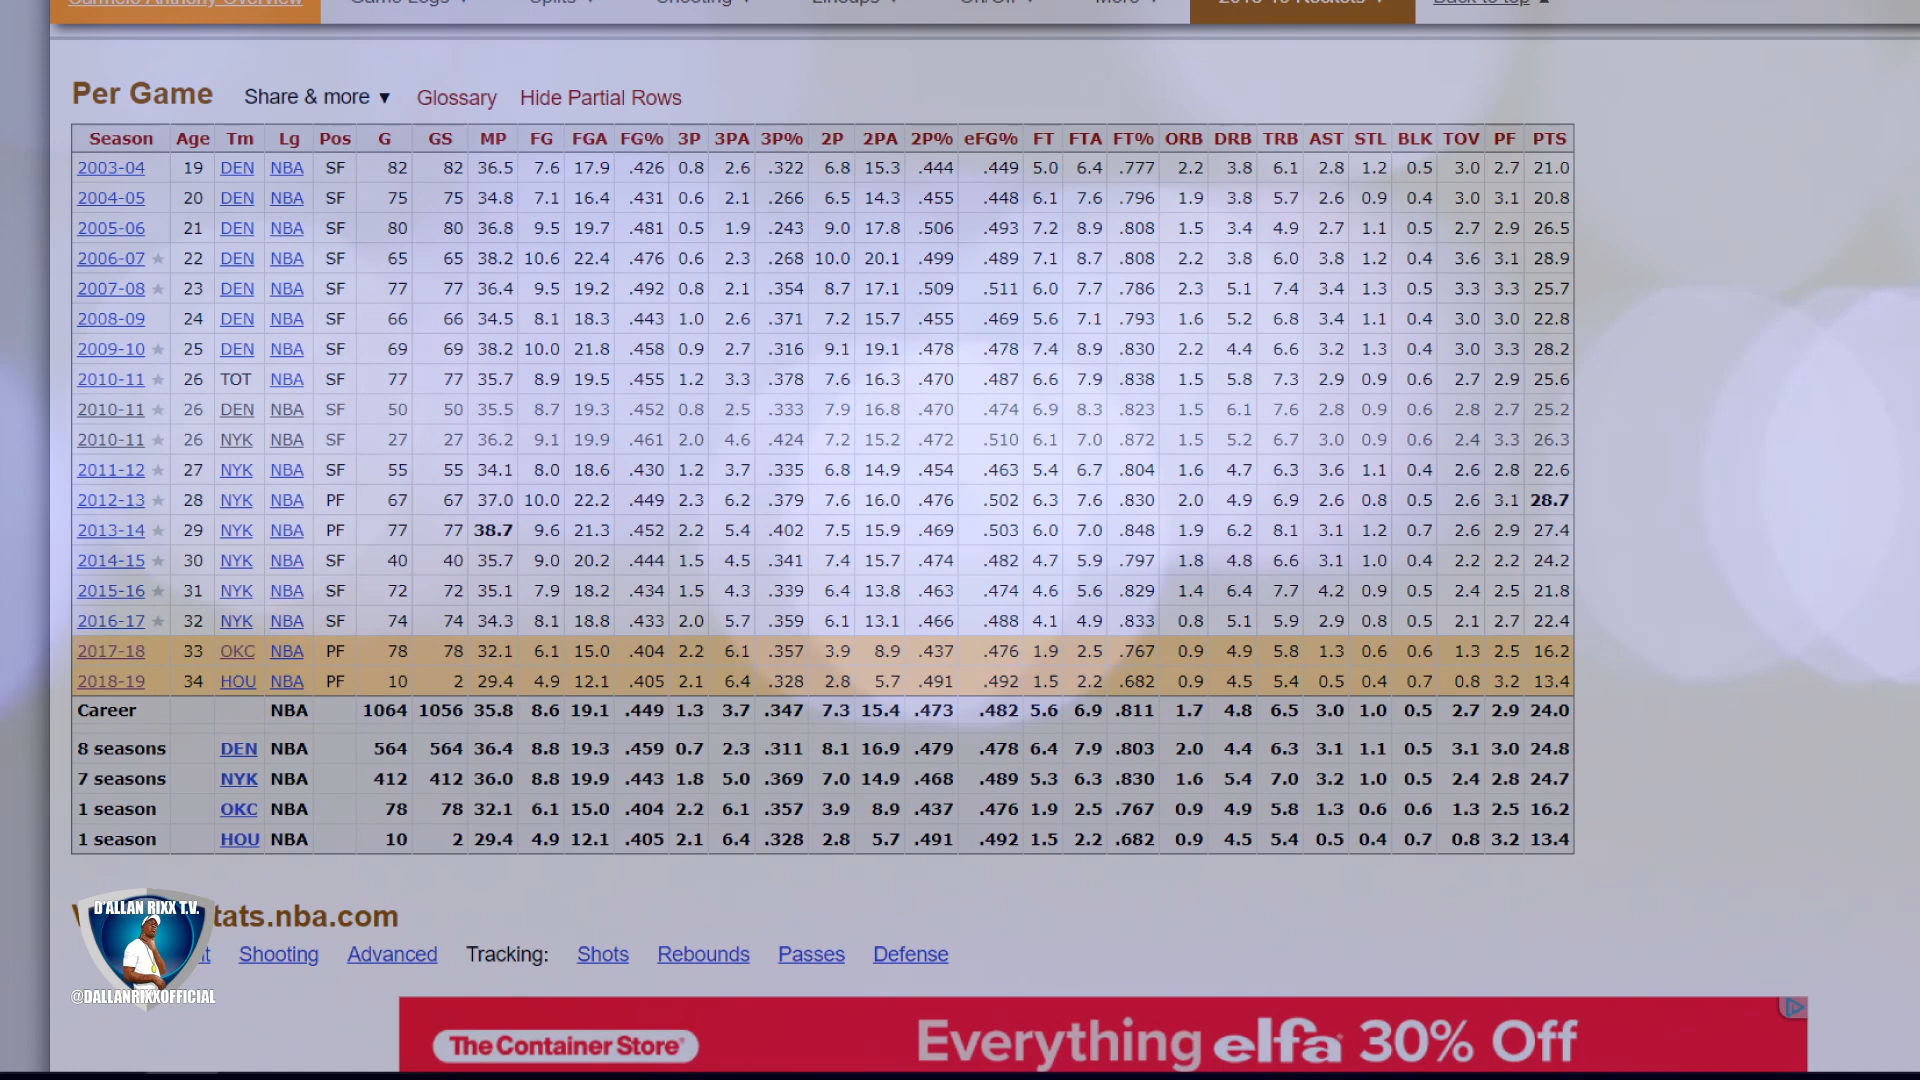 Carmelo Anthony Overview Game Logs Splits Shooting Lineups On/Off More 2018-19 Rockets Back to top
Per Game Share & more ▼ Glossary Hide Partial Rows
Season Age Tm Lg Pos G GS MP FG FGA FG% 3P 3PA 3P% 2P 2PA 2P% eFG% FT FTA FT% ORB DRB TRB AST STL BLK TOV PF PTS
2003-04 19 DEN NBA SF 82 82 36.5 7.6 17.9 .426 0.8 2.6 .322 6.8 15.3 .444 .449 5.0 6.4 .777 2.2 3.8 6.1 2.8 1.2 0.5 3.0 2.7 21.0
2004-05 20 DEN NBA SF 75 75 34.8 7.1 16.4 .431 0.6 2.1 .266 6.5 14.3 .455 .448 6.1 7.6 .796 1.9 3.8 5.7 2.6 0.9 0.4 3.0 3.1 20.8
2005-06 21 DEN NBA SF 80 80 36.8 9.5 19.7 .481 0.5 1.9 .243 9.0 17.8 .506 .493 7.2 8.9 .808 1.5 3.4 4.9 2.7 1.1 0.5 2.7 2.9 26.5
2006-07 ★ 22 DEN NBA SF 65 65 38.2 10.6 22.4 .476 0.6 2.3 .268 10.0 20.1 .499 .489 7.1 8.7 .808 2.2 3.8 6.0 3.8 1.2 0.4 3.6 3.1 28.9
2007-08 ★ 23 DEN NBA SF 77 77 36.4 9.5 19.2 .492 0.8 2.1 .354 8.7 17.1 .509 .511 6.0 7.7 .786 2.3 5.1 7.4 3.4 1.3 0.5 3.3 3.3 25.7
2008-09 24 DEN NBA SF 66 66 34.5 8.1 18.3 .443 1.0 2.6 .371 7.2 15.7 .455 .469 5.6 7.1 .793 1.6 5.2 6.8 3.4 1.1 0.4 3.0 3.0 22.8
2009-10 ★ 25 DEN NBA SF 69 69 38.2 10.0 21.8 .458 0.9 2.7 .316 9.1 19.1 .478 .478 7.4 8.9 .830 2.2 4.4 6.6 3.2 1.3 0.4 3.0 3.3 28.2
2010-11 ★ 26 TOT NBA SF 77 77 35.7 8.9 19.5 .455 1.2 3.3 .378 7.6 16.3 .470 .487 6.6 7.9 .838 1.5 5.8 7.3 2.9 0.9 0.6 2.7 2.9 25.6
2010-11 ★ 26 DEN NBA SF 50 50 35.5 8.7 19.3 .452 0.8 2.5 .333 7.9 16.8 .470 .474 6.9 8.3 .823 1.5 6.1 7.6 2.8 0.9 0.6 2.8 2.7 25.2
2010-11 ★ 26 NYK NBA SF 27 27 36.2 9.1 19.9 .461 2.0 4.6 .424 7.2 15.2 .472 .510 6.1 7.0 .872 1.5 5.2 6.7 3.0 0.9 0.6 2.4 3.3 26.3
2011-12 ★ 27 NYK NBA SF 55 55 34.1 8.0 18.6 .430 1.2 3.7 .335 6.8 14.9 .454 .463 5.4 6.7 .804 1.6 4.7 6.3 3.6 1.1 0.4 2.6 2.8 22.6
2012-13 ★ 28 NYK NBA PF 67 67 37.0 10.0 22.2 .449 2.3 6.2 .379 7.6 16.0 .476 .502 6.3 7.6 .830 2.0 4.9 6.9 2.6 0.8 0.5 2.6 3.1 28.7
2013-14 ★ 29 NYK NBA PF 77 77 38.7 9.6 21.3 .452 2.2 5.4 .402 7.5 15.9 .469 .503 6.0 7.0 .848 1.9 6.2 8.1 3.1 1.2 0.7 2.6 2.9 27.4
2014-15 ★ 30 NYK NBA SF 40 40 35.7 9.0 20.2 .444 1.5 4.5 .341 7.4 15.7 .474 .482 4.7 5.9 .797 1.8 4.8 6.6 3.1 1.0 0.4 2.2 2.2 24.2
2015-16 ★ 31 NYK NBA SF 72 72 35.1 7.9 18.2 .434 1.5 4.3 .339 6.4 13.8 .463 .474 4.6 5.6 .829 1.4 6.4 7.7 4.2 0.9 0.5 2.4 2.5 21.8
2016-17 ★ 32 NYK NBA SF 74 74 34.3 8.1 18.8 .433 2.0 5.7 .359 6.1 13.1 .466 .488 4.1 4.9 .833 0.8 5.1 5.9 2.9 0.8 0.5 2.1 2.7 22.4
2017-18 33 OKC NBA PF 78 78 32.1 6.1 15.0 .404 2.2 6.1 .357 3.9 8.9 .437 .476 1.9 2.5 .767 0.9 4.9 5.8 1.3 0.6 0.6 1.3 2.5 16.2
2018-19 34 HOU NBA PF 10 2 29.4 4.9 12.1 .405 2.1 6.4 .328 2.8 5.7 .491 .492 1.5 2.2 .682 0.9 4.5 5.4 0.5 0.4 0.7 0.8 3.2 13.4
Career NBA 1064 1056 35.8 8.6 19.1 .449 1.3 3.7 .347 7.3 15.4 .473 .482 5.6 6.9 .811 1.7 4.8 6.5 3.0 1.0 0.5 2.7 2.9 24.0
8 seasons DEN NBA 564 564 36.4 8.8 19.3 .459 0.7 2.3 .311 8.1 16.9 .479 .478 6.4 7.9 .803 2.0 4.4 6.3 3.1 1.1 0.5 3.1 3.0 24.8
7 seasons NYK NBA 412 412 36.0 8.8 19.9 .443 1.8 5.0 .369 7.0 14.9 .468 .489 5.3 6.3 .830 1.6 5.4 7.0 3.2 1.0 0.5 2.4 2.8 24.7
1 season OKC NBA 78 78 32.1 6.1 15.0 .404 2.2 6.1 .357 3.9 8.9 .437 .476 1.9 2.5 .767 0.9 4.9 5.8 1.3 0.6 0.6 1.3 2.5 16.2
1 season HOU NBA 10 2 29.4 4.9 12.1 .405 2.1 6.4 .328 2.8 5.7 .491 .492 1.5 2.2 .682 0.9 4.5 5.4 0.5 0.4 0.7 0.8 3.2 13.4
D'ALLAN RIXX T.V. tats.nba.com
Shooting Advanced Tracking: Shots Rebounds Passes Defense
@DALLANRIXXOFFICIAL
The Container Store Everything elfa 30% Off